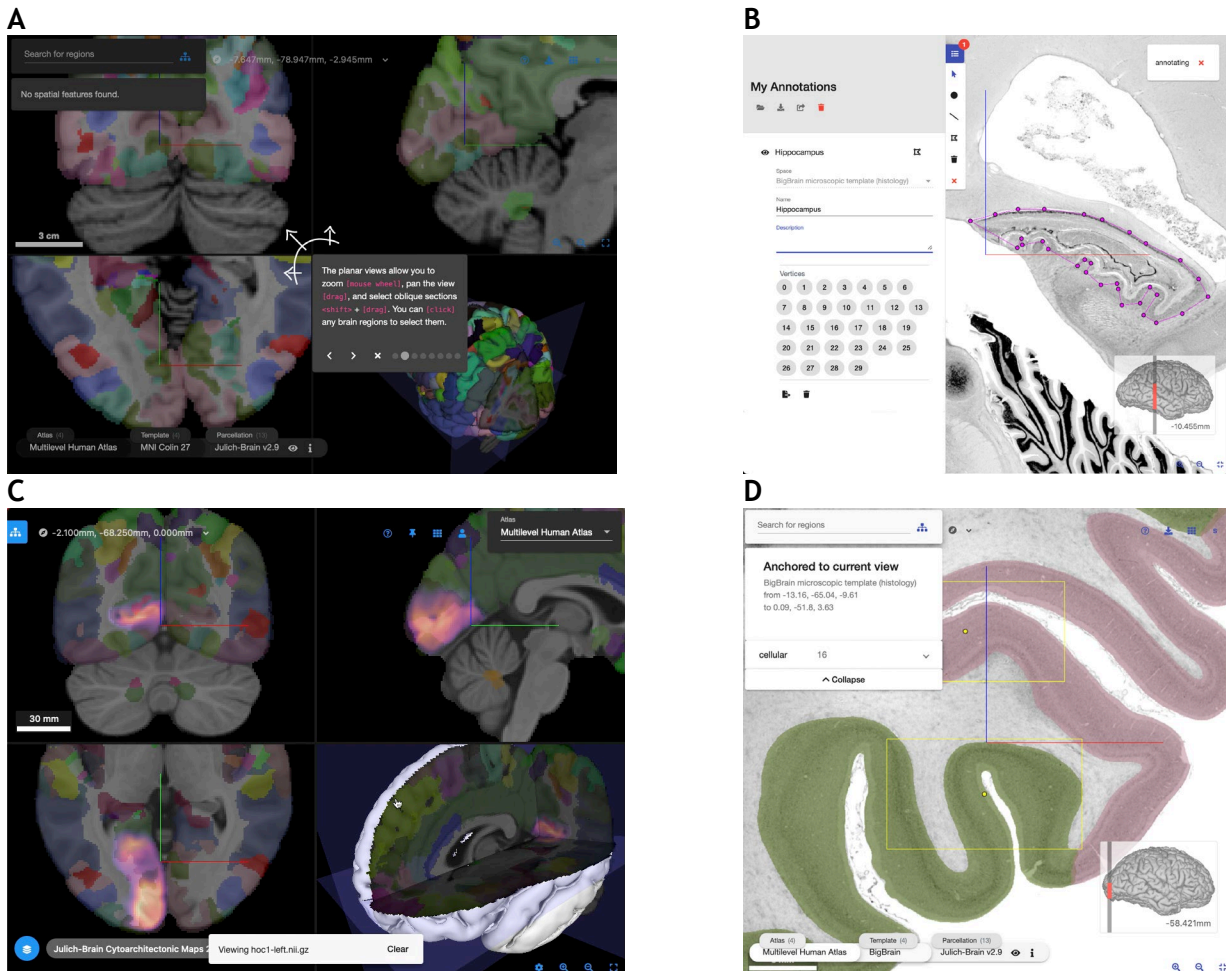 A
Search for regions
-7.647mm, -78.947mm, -2.945mm
No spatial features found.
3 cm
The planar views allow you to
zoom [mouse wheel], pan the view
[drag], and select oblique sections
<shift> + [drag]. You can [click]
any brain regions to select them.
Atlas (4) Template (4) Parcellation (13)
Multilevel Human Atlas MNI Colin 27 Julich-Brain v2.9
B
1
annotating
My Annotations
Hippocampus
Space
BigBrain microscopic template (histology)
Name
Hippocampus
Description
Vertices
0 1 2 3 4 5 6
7 8 9 10 11 12 13
14 15 16 17 18 19
20 21 22 23 24 25
26 27 28 29
-10.455mm
C
-2.100mm, -68.250mm, 0.000mm
Atlas
Multilevel Human Atlas
30 mm
Julich-Brain Cytoarchitectonic Maps 2
Viewing hoc1-left.nii.gz Clear
D
Search for regions
Anchored to current view
BigBrain microscopic template (histology)
from -13.16, -65.04, -9.61
to 0.09, -51.8, 3.63
cellular 16
Collapse
-58.421mm
Atlas (4) Template (4) Parcellation (13)
Multilevel Human Atlas BigBrain Julich-Brain v2.9